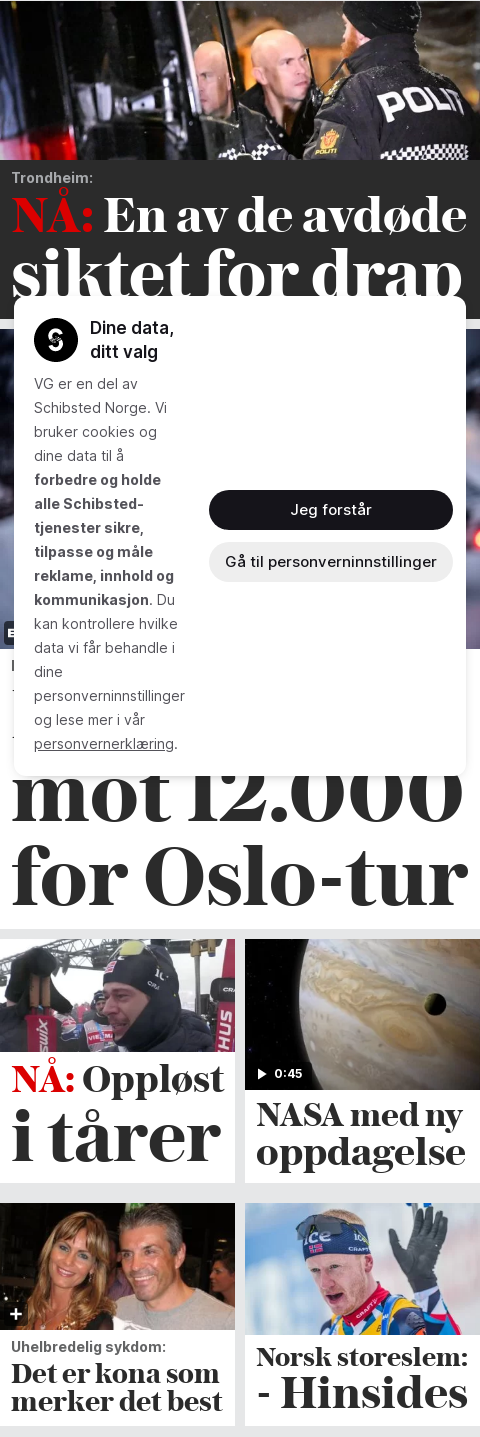 POLITI
POLITI
Trondheim:
NÅ: En av de avdøde
siktet for drap
Dine data,
ditt valg
VG er en del av
Schibsted Norge. Vi
bruker cookies og
dine data til å
forbedre og holde
alle Schibsted-
tjenester sikre,
tilpasse og måle
reklame, innhold og
kommunikasjon. Du
kan kontrollere hvilke
data vi får behandle i
dine
personverninnstillinger
og lese mer i vår
personvernerklæring.
Jeg forstår
Gå til personverninnstillinger
mot 12.000
for Oslo-tur
SWIX
NÅ: Oppløst
i tårer
0:45
NASA med ny
oppdagelse
Uhelbredelig sykdom:
Det er kona som
merker det best
ice
CRAFT
Norsk storeslem:
- Hinsides